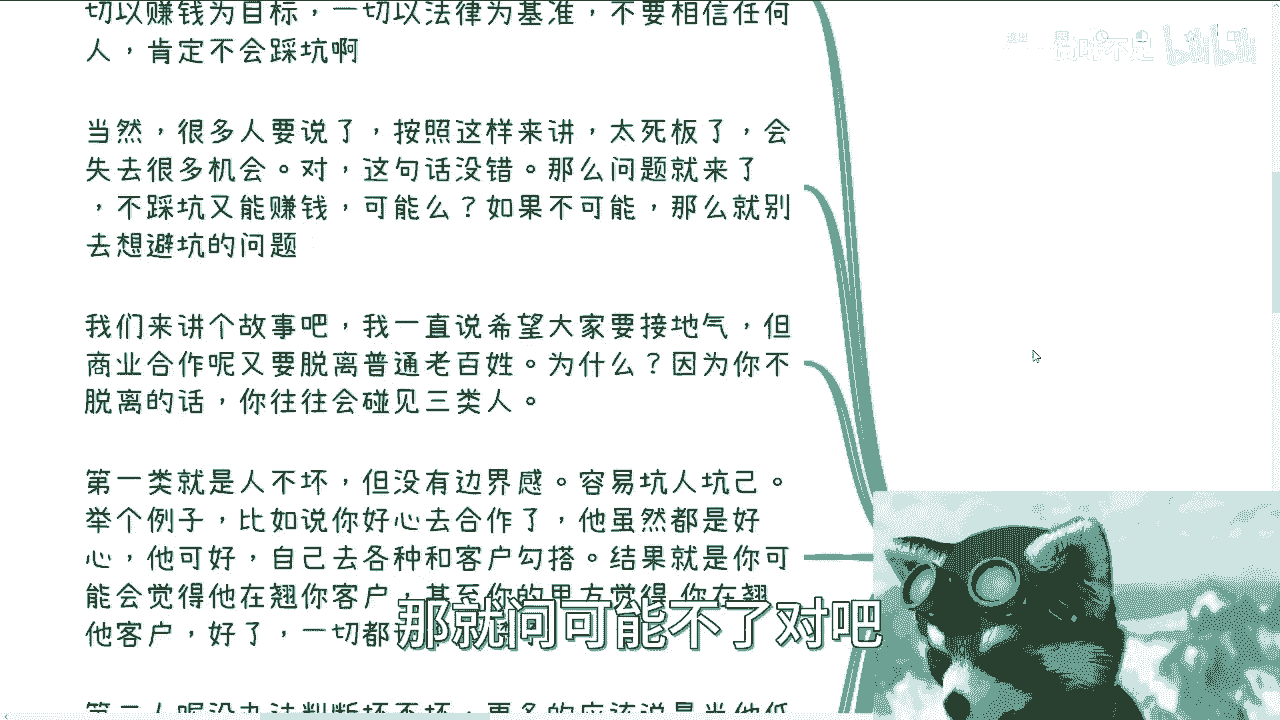 切以赚钱为目标，一切以法律为基准，不要相信任何
人，肯定不会踩坑啊
当然，很多人要说了，按照这样来讲，太死板了，会
失去很多机会。对，这句话没错。那么问题就来了
，不踩坑又能赚钱，可能么？如果不可能，那么就别
去想避坑的问题
我们来讲个故事吧，我一直说希望大家要接地气，但
商业合作呢又要脱离普通老百姓。为什么？因为你不
脱离的话，你往往会碰见三类人。
第一类就是人不坏，但没有边界感。容易坑人坑己。
举个例子，比如说你好心去合作了，他虽然都是好
心，他可好，自己去各种和客户勾搭。结果就是你可
能会觉得他在翘你客户，甚至你的甲方觉得 你在翘
他客户，好了，一切都
那就问可能不了对吧
第二人呢没办法判断坏不坏，更多的应该说是当他低
bilibili